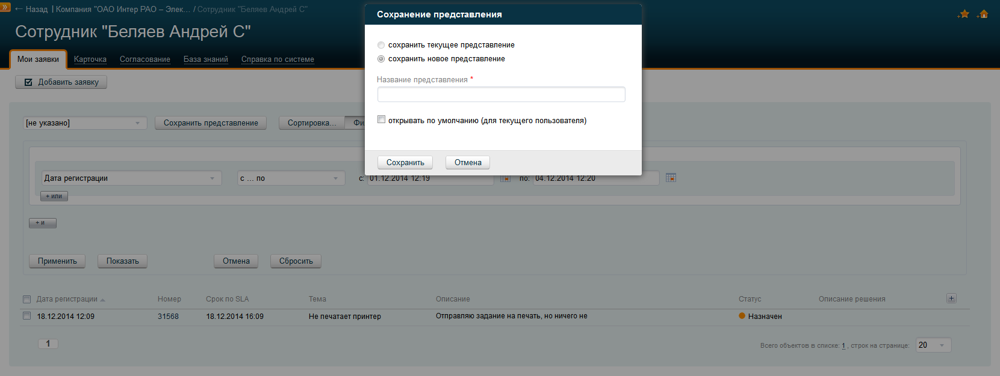 ← Назад | Компания "ОАО Интер РАО – Элек... / Сотрудник "Беляев Андрей С"
Сотрудник "Беляев Андрей С"
Мои заявки Карточка Согласование База знаний Справка по системе
Добавить заявку
Сохранение представления
сохранить текущее представление
сохранить новое представление
Название представления *
открывать по умолчанию (для текущего пользователя)
Сохранить Отмена
[не указано] Сохранить представление Сортировка...
Дата регистрации с ... по с: 01.12.2014 12:19 по: 04.12.2014 12:20
+ или
+ и
Применить Показать Отмена Сбросить
Дата регистрации Номер Срок по SLA Тема Описание Статус Описание решения +
18.12.2014 12:09 31568 18.12.2014 16:09 Не печатает принтер Отправляю задание на печать, но ничего не Назначен
1
Всего объектов в списке: 1 , строк на странице: 20